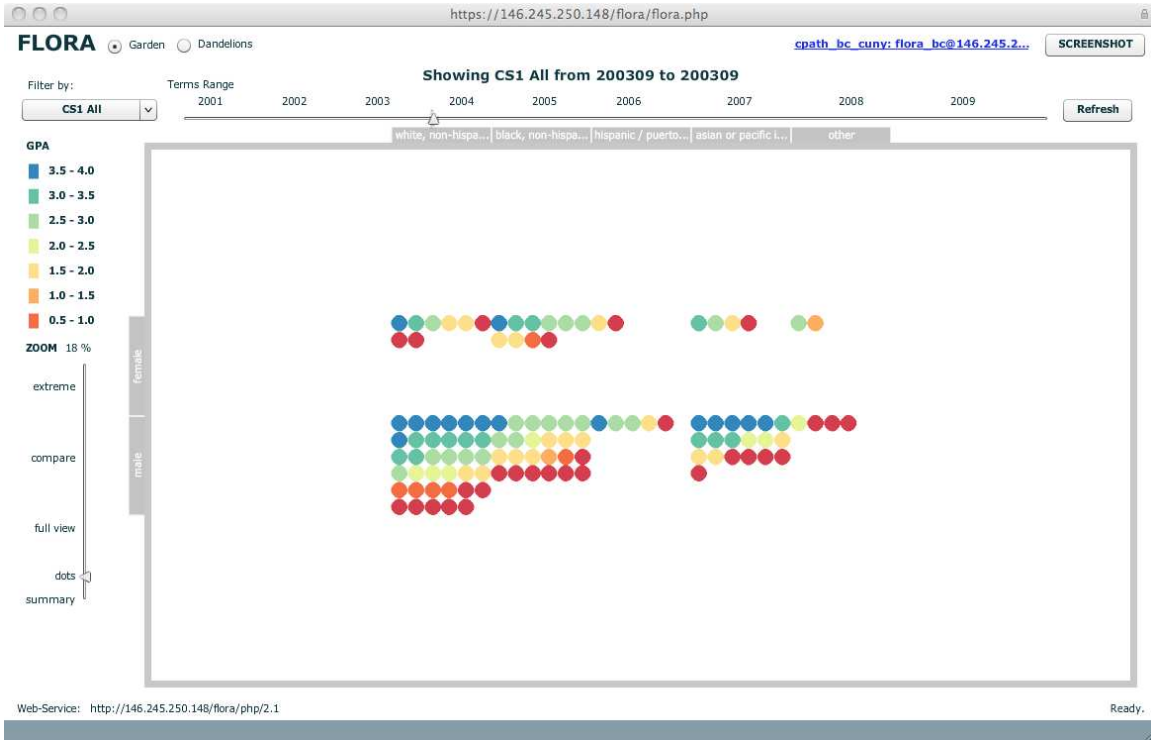 https://146.245.250.148/flora/flora.php
FLORA Garden Dandelions cpath_bc_cuny: flora_bc@146.245.2... SCREENSHOT
Showing CS1 All from 200309 to 200309
Filter by: Terms Range
CS1 All 2001 2002 2003 2004 2005 2006 2007 2008 2009 Refresh
white, non-hispa... black, non-hispa... hispanic / puerto... asian or pacific i... other
GPA
3.5 - 4.0
3.0 - 3.5
2.5 - 3.0
2.0 - 2.5
1.5 - 2.0
1.0 - 1.5
0.5 - 1.0
ZOOM 18 %
extreme
compare
full view
dots
summary
female
male
Web-Service: http://146.245.250.148/flora/php/2.1 Ready.